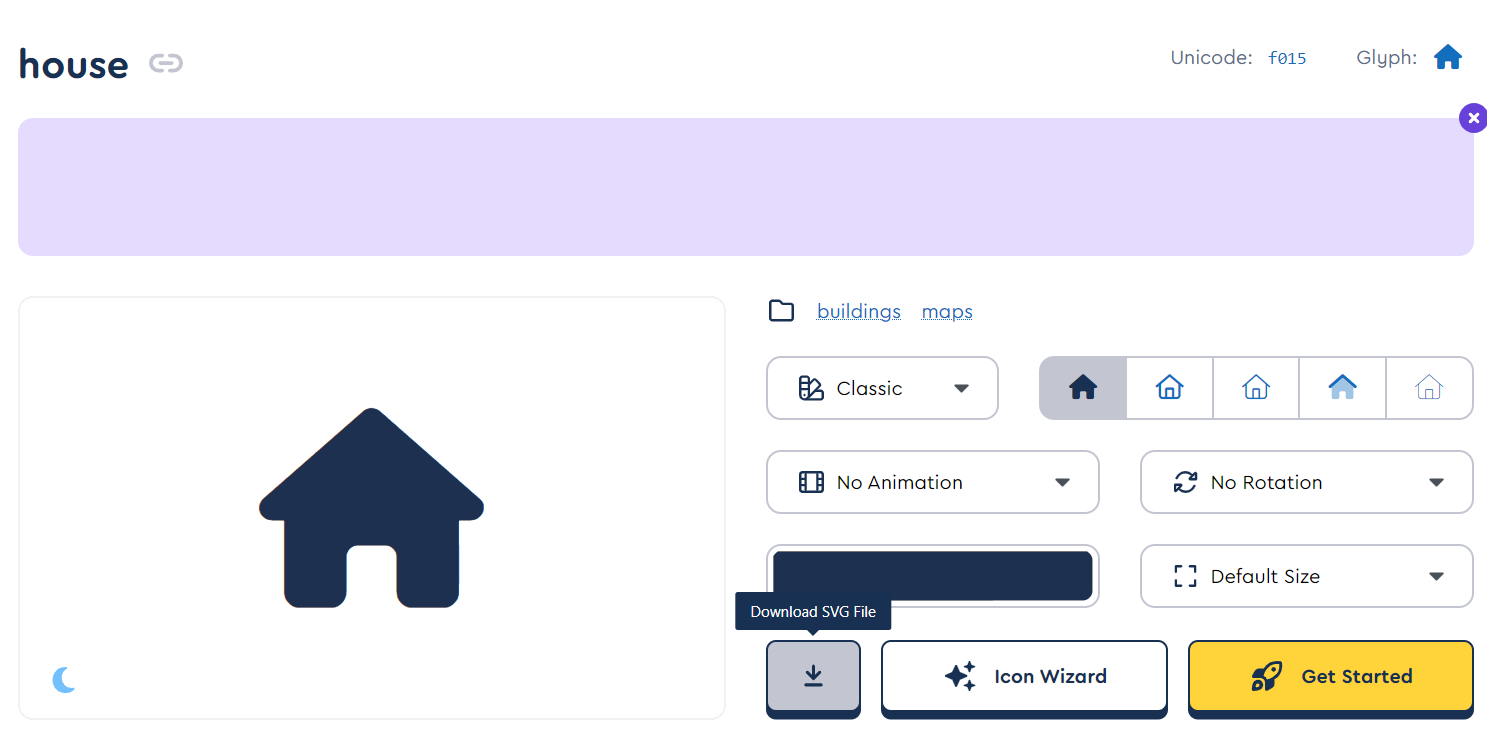 house
Unicode: f015 Glyph:
buildings maps
Classic
No Animation
No Rotation
Default Size
Download SVG File
Icon Wizard
Get Started